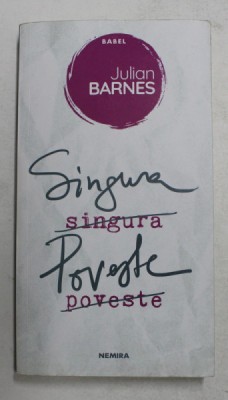 BABEL
Julian
BARNES
Singura
singura
Poveste
poveste
NEMIRA